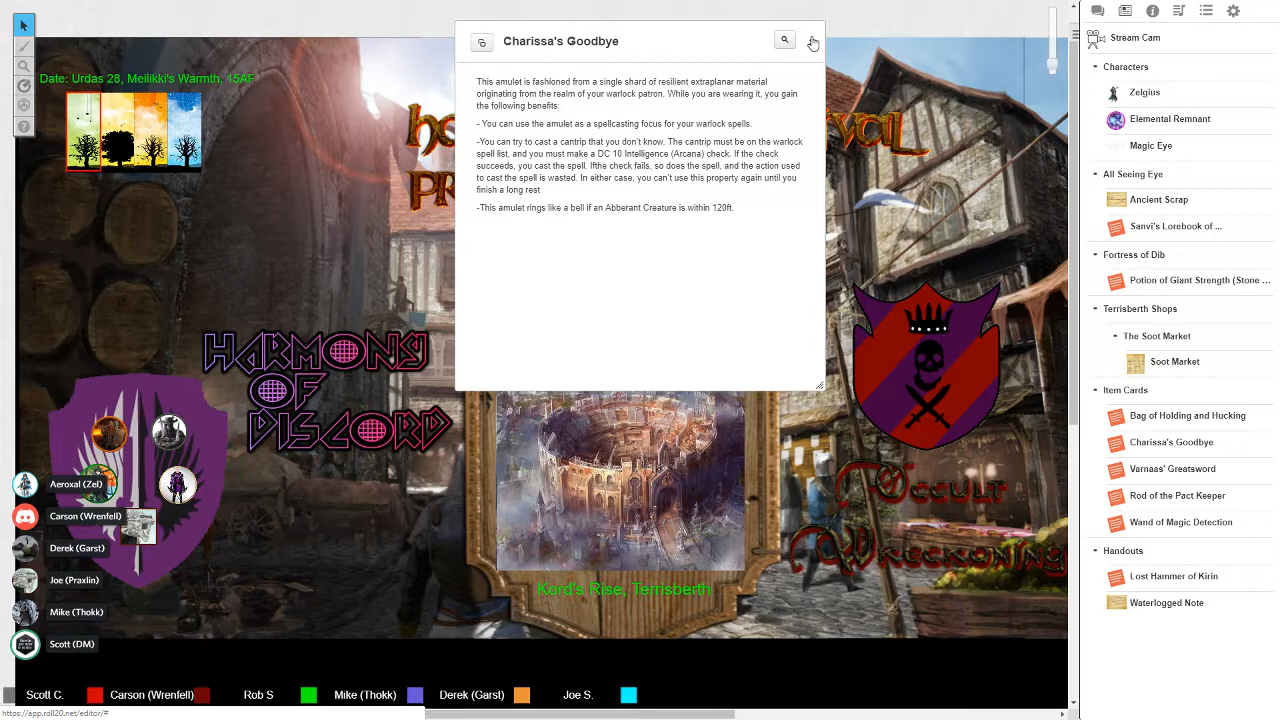 Charissa's Goodbye
This amulet is fashioned from a single shard of resilient extraplanar material
originating from the realm of your warlock patron. While you are wearing it, you gain
the following benefits:
- You can use the amulet as a spellcasting focus for your warlock spells.
-You can try to cast a cantrip that you don't know. The cantrip must be on the warlock
spell list, and you must make a DC 10 Intelligence (Arcana) check. If the check
succeeds, you cast the spell. Ifthe check fails, so does the spell, and the action used
to cast the spell is wasted. In either case, you can't use this property again until you
finish a long rest
-This amulet rings like a bell if an Abberant Creature is within 120ft.
Date: Urdas 28, Meilikki's Warmth, 15AF
HARMONY
OF
DISCORD
Occult
Wreckoning
Kord's Rise, Terrisberth
Aeroxal (Zel)
Carson (Wrenfell)
Derek (Garst)
Joe (Praxlin)
Mike (Thokk)
Scott (DM)
Scott C.
Carson (Wrenfell)
Rob S
Mike (Thokk)
Derek (Garst)
Joe S.
https://app.roll20.net/editor/#
Stream Cam
Characters
Zelgius
Elemental Remnant
Magic Eye
All Seeing Eye
Ancient Scrap
Sanvi's Lorebook of ...
Fortress of Dib
Potion of Giant Strength (Stone ...
Terrisberth Shops
The Soot Market
Soot Market
Item Cards
Bag of Holding and Hucking
Charissa's Goodbye
Varnaas' Greatsword
Rod of the Pact Keeper
Wand of Magic Detection
Handouts
Lost Hammer of Kirin
Waterlogged Note